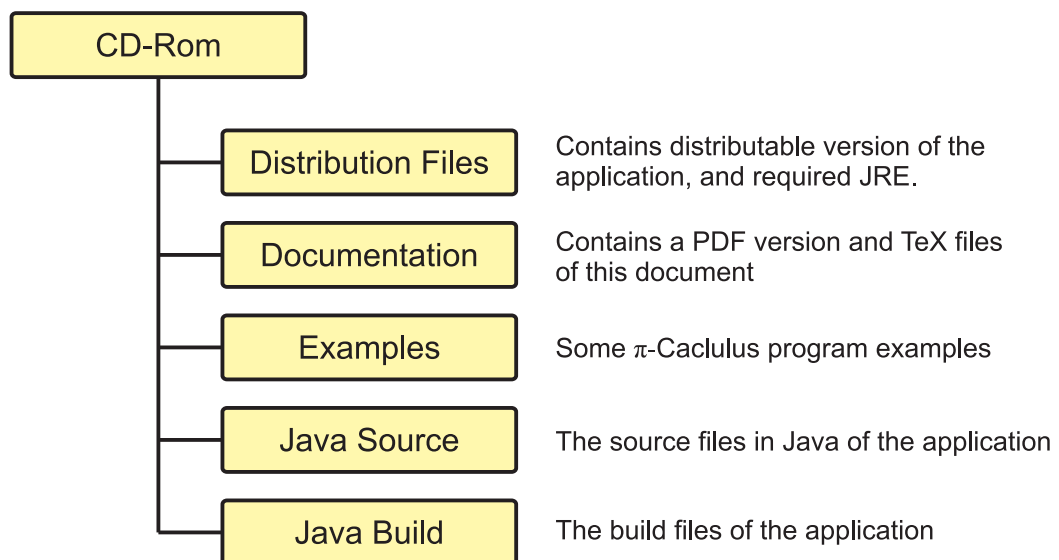 CD-Rom
Distribution Files
Contains distributable version of the
application, and required JRE.
Documentation
Contains a PDF version and TeX files
of this document
Examples
Some π-Caclulus program examples
Java Source
The source files in Java of the application
Java Build
The build files of the application